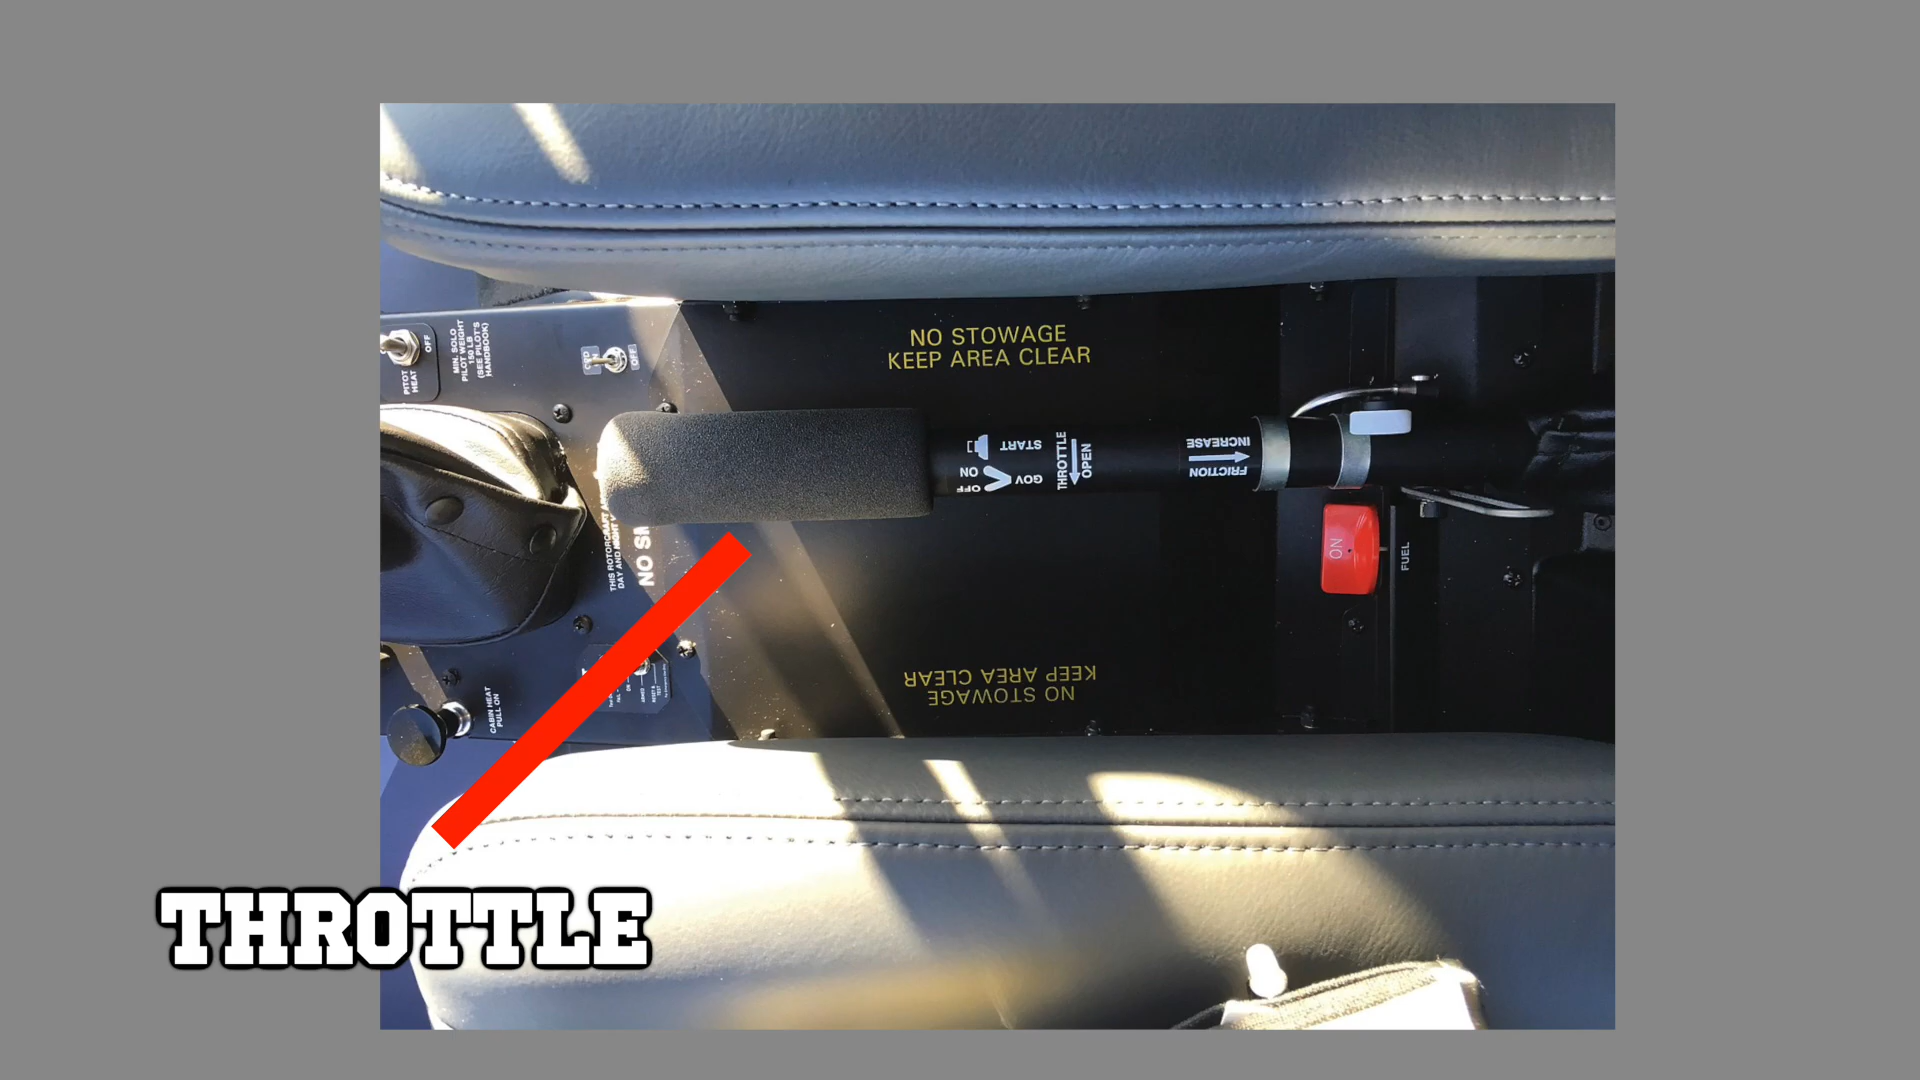 NO STOWAGE
KEEP AREA CLEAR
OFF
PITOT
HEAT
MIN. SOLO
PILOT WEIGHT
150 LB
(SEE PILOT'S
HANDBOOK)
OFF
START
ON
OFF
GOV
THROTTLE
OPEN
FRICTION
INCREASE
ON
FUEL
THIS ROTORCRAFT A
DAY AND NIGHT V
NO SM
CABIN HEAT
PULL ON
NO STOWAGE
KEEP AREA CLEAR
THROTTLE